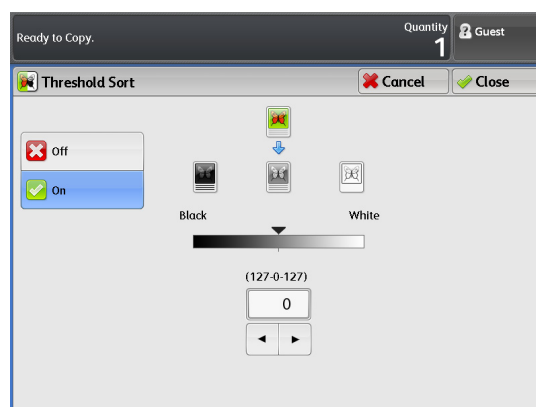 Ready to Copy.
Quantity
1
Guest
Threshold Sort
Cancel
Close
Off
On
Black
White
(127-0-127)
0